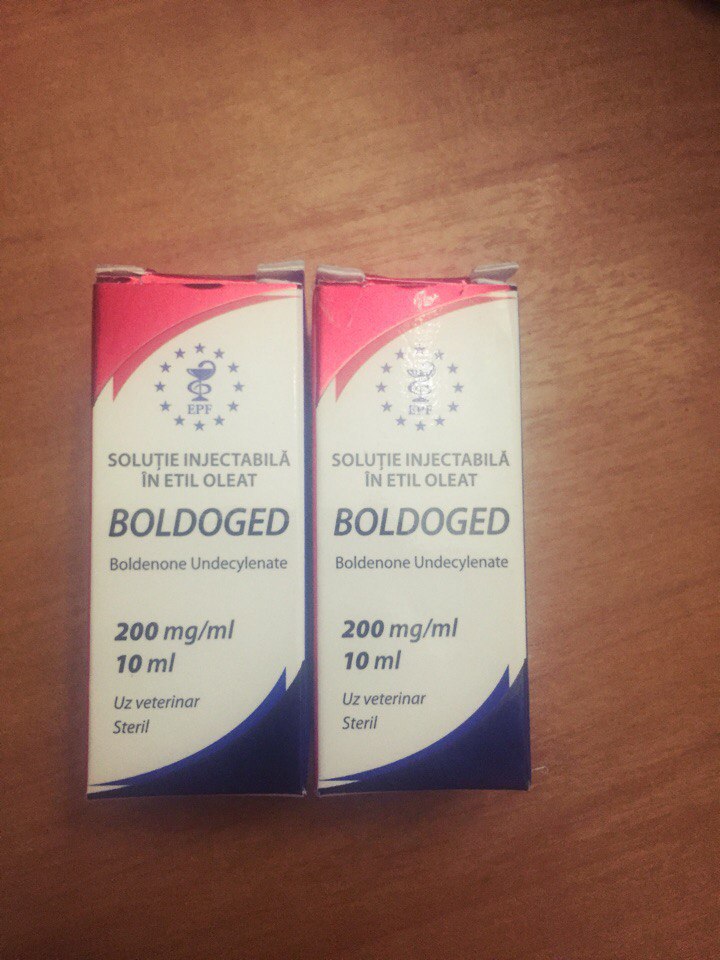 EPF
SOLUȚIE INJECTABILĂ
ÎN ETIL OLEAT
BOLDOGED
Boldenone Undecylenate
200 mg/ml
10 ml
Uz veterinar
Steril
EPF
SOLUȚIE INJECTABILĂ
ÎN ETIL OLEAT
BOLDOGED
Boldenone Undecylenate
200 mg/ml
10 ml
Uz veterinar
Steril